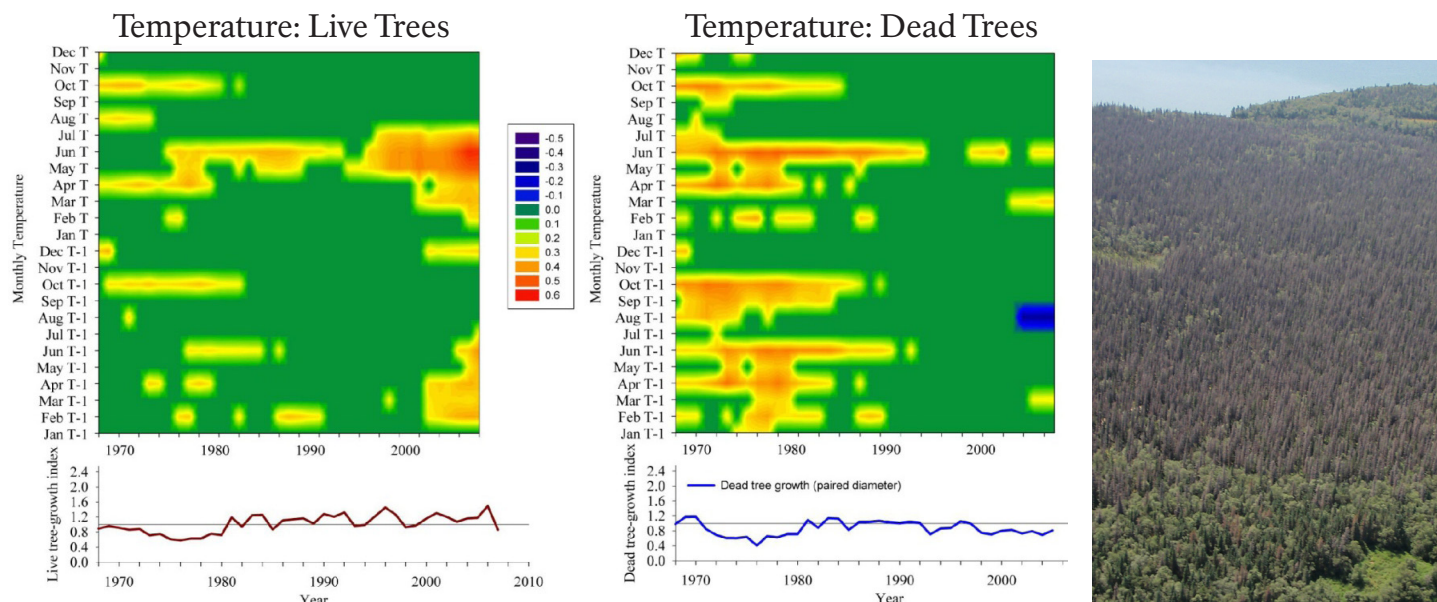 Temperature: Live Trees
Dec T
Nov T
Oct T
Sep T
Aug T
Jul T
Jun T
May T
Apr T
Mar T
Feb T
Jan T
Dec T-1
Nov T-1
Oct T-1
Sep T-1
Aug T-1
Jul T-1
Jun T-1
May T-1
Apr T-1
Mar T-1
Feb T-1
Jan T-1
Monthly Temperature
1970 1980 1990 2000
-0.5
-0.4
-0.3
-0.2
-0.1
0.0
0.1
0.2
0.3
0.4
0.5
0.6
Live tree-growth index
2.4
2.0
1.6
1.2
0.8
0.4
0.0
1970 1980 1990 2000 2010
Year
Temperature: Dead Trees
Dec T
Nov T
Oct T
Sep T
Aug T
Jul T
Jun T
May T
Apr T
Mar T
Feb T
Jan T
Dec T-1
Nov T-1
Oct T-1
Sep T-1
Aug T-1
Jul T-1
Jun T-1
May T-1
Apr T-1
Mar T-1
Feb T-1
Jan T-1
Monthly Temperature
1970 1980 1990 2000
Dead tree-growth index
2.4
2.0
1.6
1.2
0.8
0.4
0.0
Dead tree growth (paired diameter)
1970 1980 1990 2000
Year